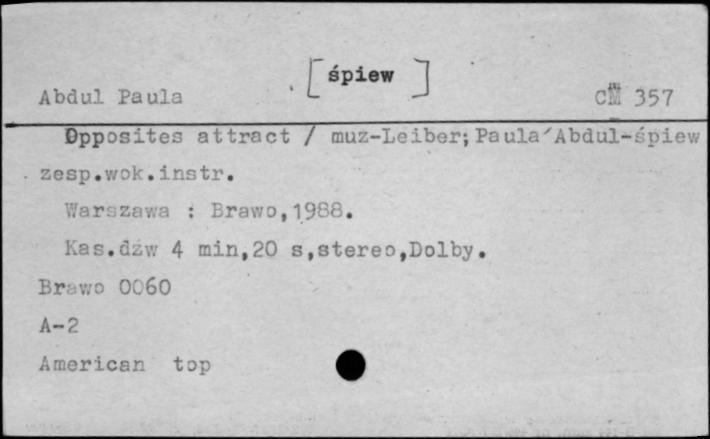 [śpiew]
Abdul Paula CM 357
Opposites attract / muz-Leiber; Paula Abdul-śpiew
zesp.wok.instr.
Warszawa : Brawo,1988.
Kas.dźw 4 min,20 s,stereo,Dolby.
Brawo 0060
A-2
American top